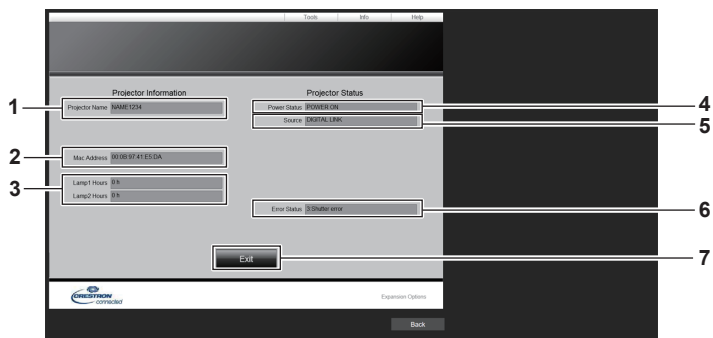 Tools Info Help
Projector Information
Projector Status
1
Projector Name NAME1234
Power Status POWER ON
4
Source DIGITAL LINK
5
2
Mac Address 00:0B:97:41:E5:DA
3
Lamp1 Hours 0 h
Lamp2 Hours 0 h
Error Status 3:Shutter error
6
Exit
7
CRESTRON
connected
Expansion Options
Back